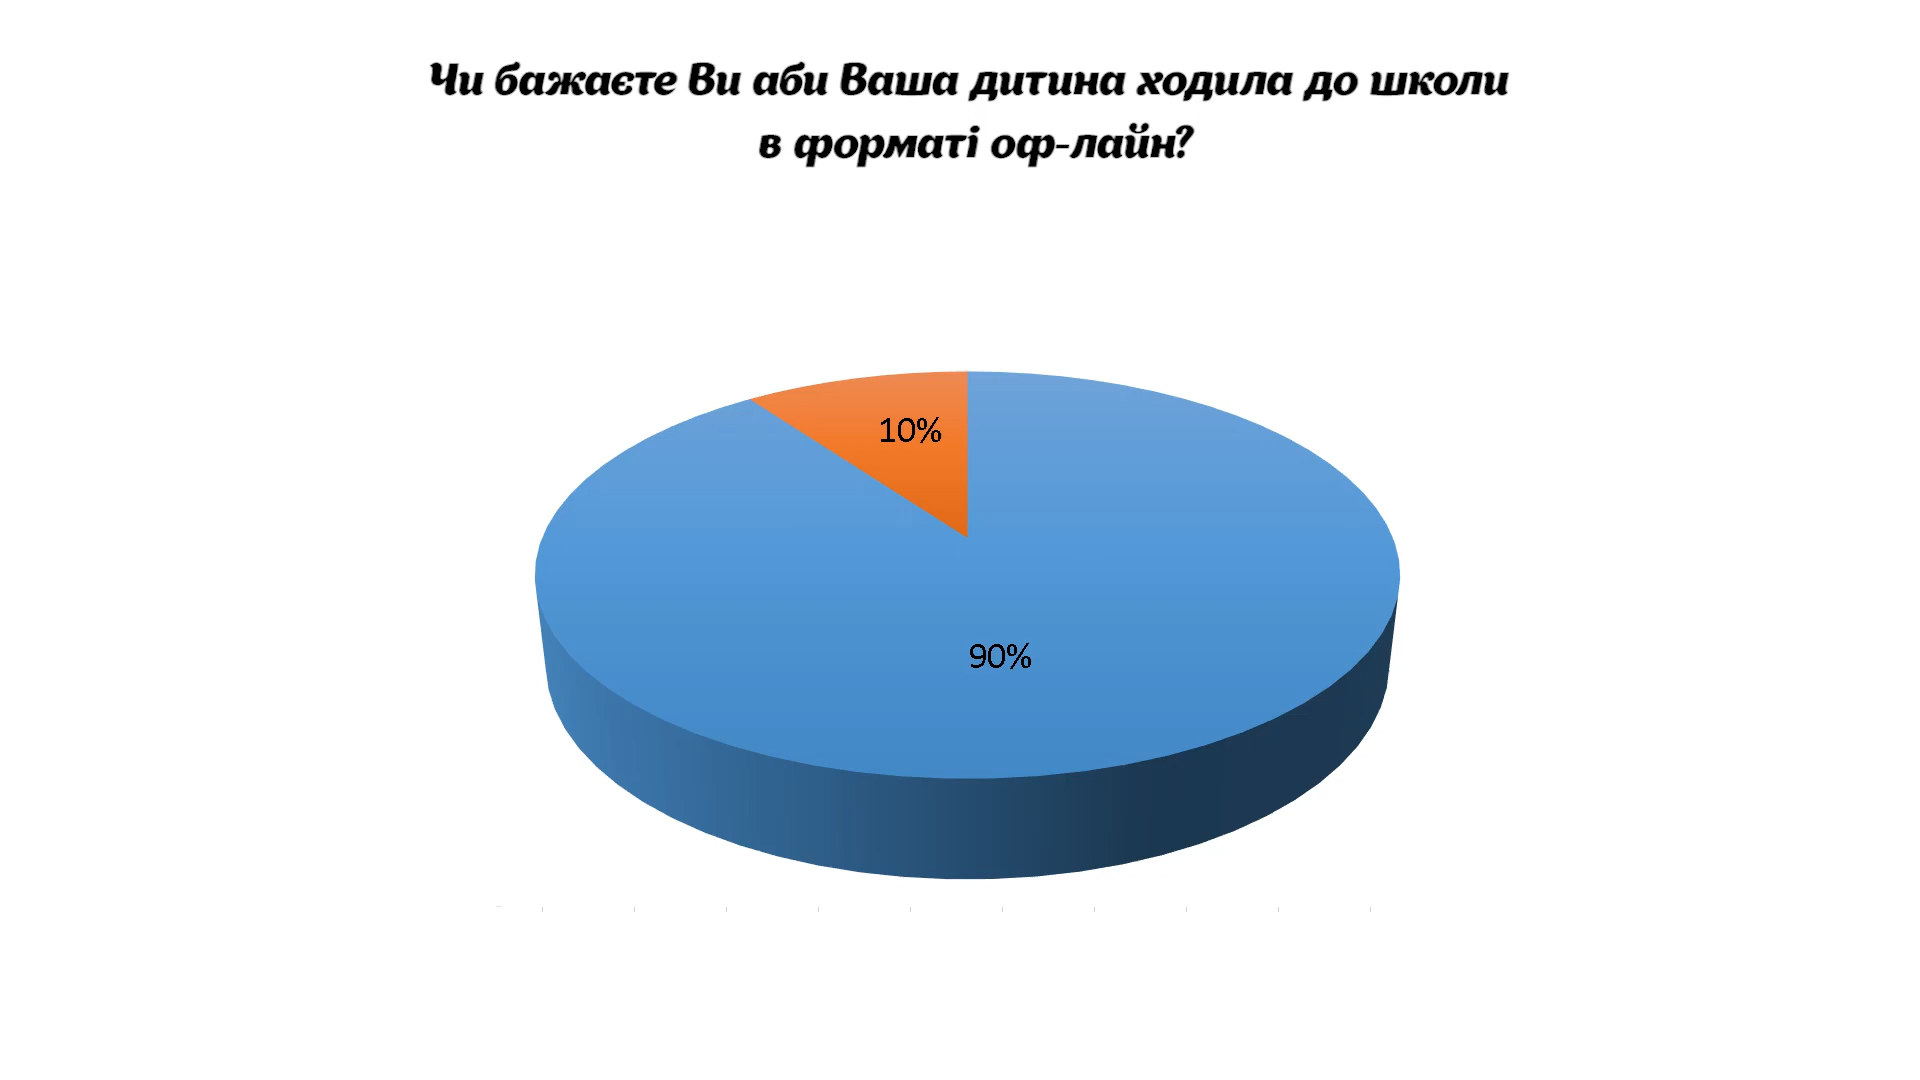 Чи бажаєте Ви аби Ваша дитина ходила до школи
в форматі оф-лайн?
10%
90%